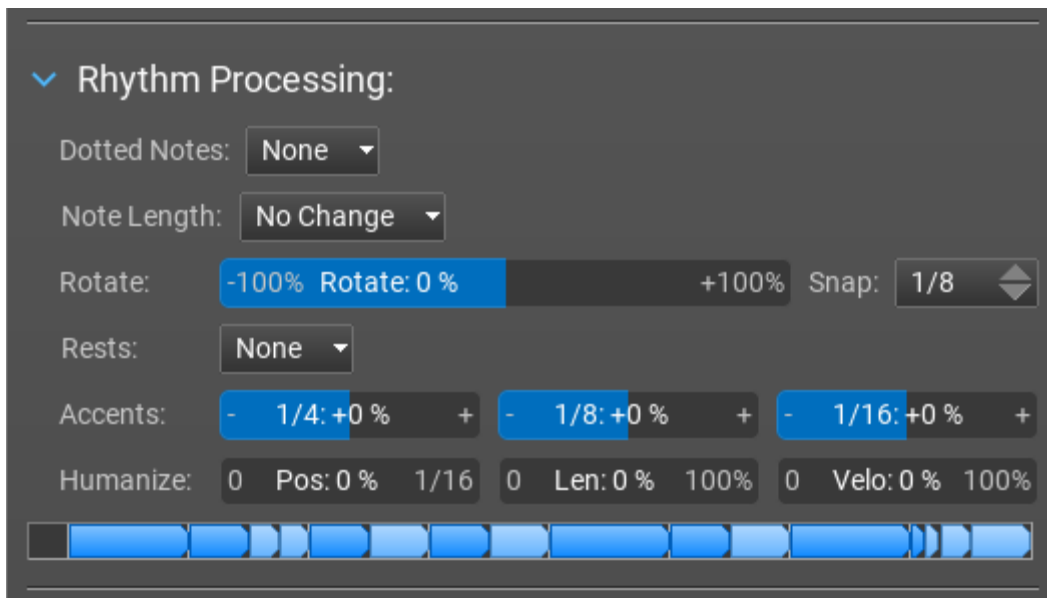 Rhythm Processing:
Dotted Notes: None
Note Length: No Change
Rotate: -100% Rotate: 0 % +100% Snap: 1/8
Rests: None
Accents: - 1/4: +0 % + - 1/8: +0 % + - 1/16: +0 % +
Humanize: 0 Pos: 0 % 1/16 0 Len: 0 % 100% 0 Velo: 0 % 100%